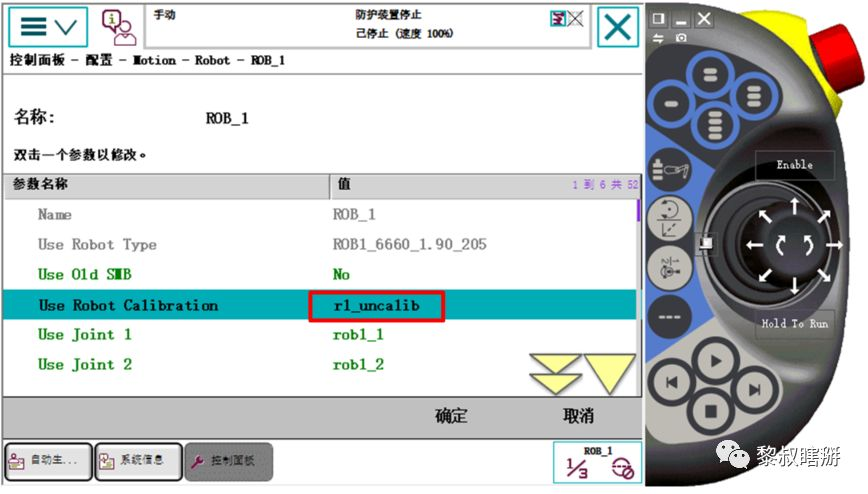 手动
防护装置停止
已停止 (速度 100%)
控制面板 - 配置 - Motion - Robot - ROB_1
名称: ROB_1
双击一个参数以修改。
参数名称 值 1 到 6 共 52
Name ROB_1
Use Robot Type ROB1_6660_1.90_205
Use Old SMB No
Use Robot Calibration r1_uncalib
Use Joint 1 rob1_1
Use Joint 2 rob1_2
确定 取消
自动生... 系统信息 控制面板
ROB_1
1/3
Enable
Hold To Run
黎叔瞎掰